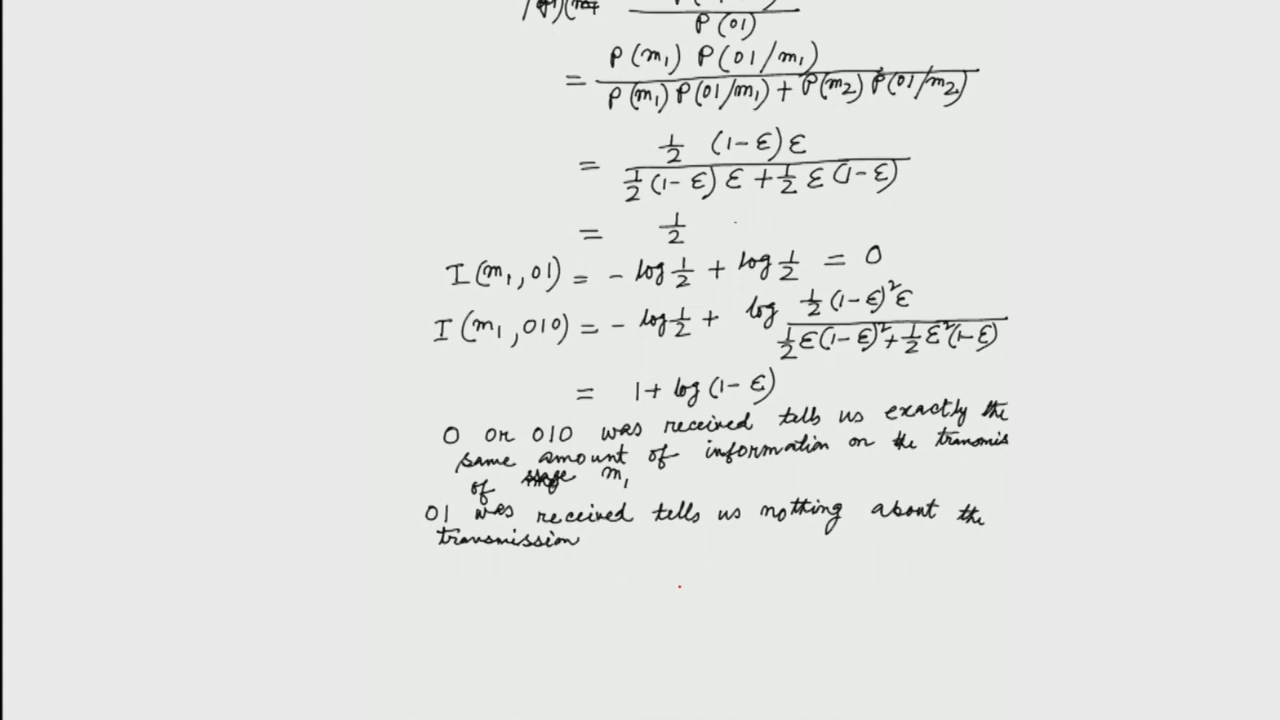 P(01)
= P(m₁) P(01/m₁) / P(m₁) P(01/m₁) + P(m₂) P(01/m₂)
= ½ (1-ε) ε / ½ (1-ε) ε + ½ ε (1-ε)
= ½
I(m₁, 01) = - log ½ + log ½ = 0
I(m₁, 010) = - log ½ + log ½ (1-ε)² ε / ½ ε(1-ε)² + ½ ε²(1-ε)
= 1 + log (1-ε)
0 or 010 was received tells us exactly the
same amount of information on the transmis
of m₁
01 was received tells us nothing about the
transmission